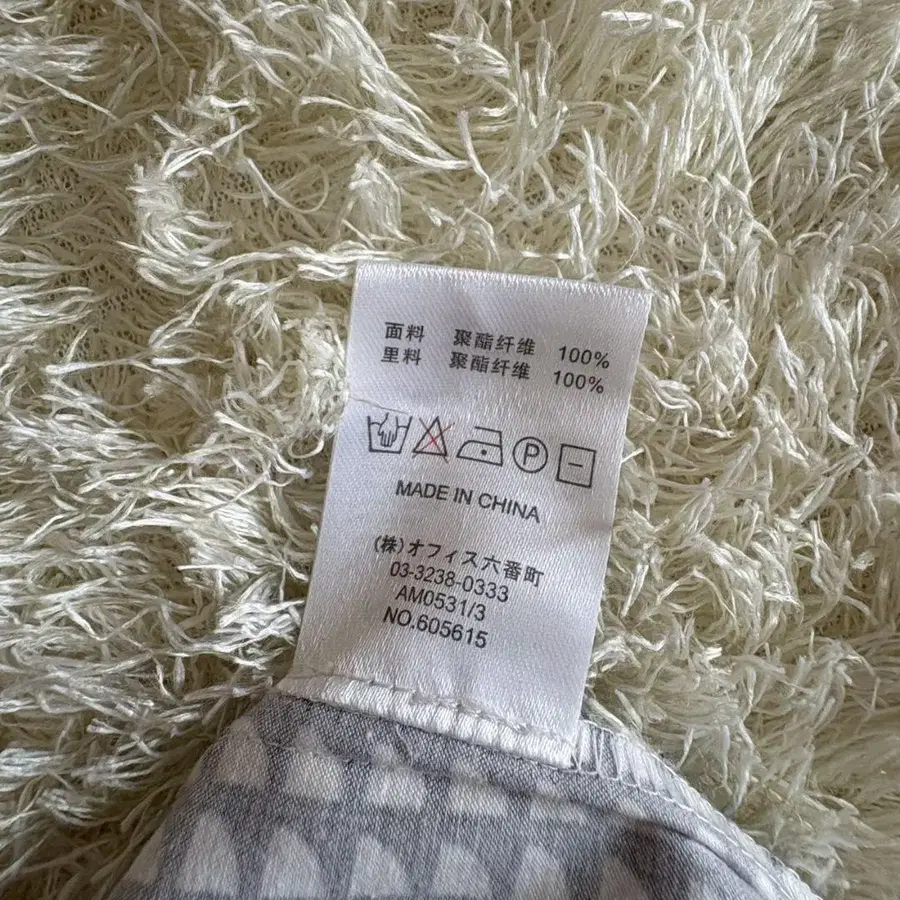 面料 聚酯纤维 100%
里料 聚酯纤维 100%
P
MADE IN CHINA
(株)オフィス六番町
03-3238-0333
AM0531/3
NO.605615